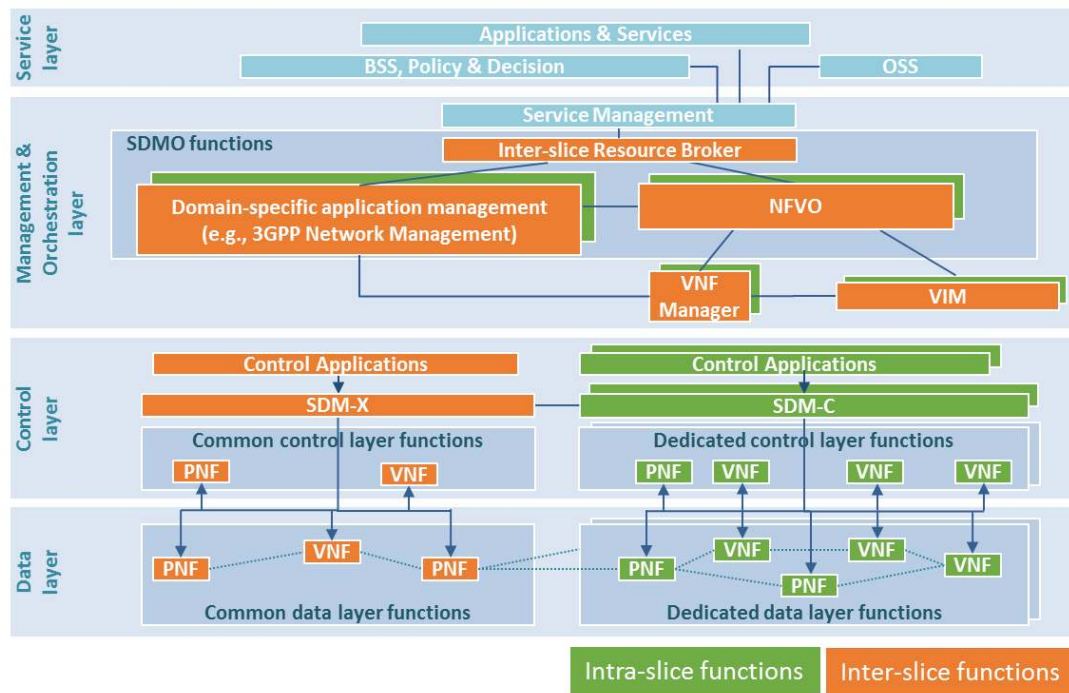 Service
layer
Applications & Services
BSS, Policy & Decision
OSS
Management &
Orchestration
layer
Service Management
SDMO functions
Inter-slice Resource Broker
Domain-specific application management
(e.g., 3GPP Network Management)
NFVO
VNF
Manager
VIM
Control
layer
Control Applications
Control Applications
SDM-X
SDM-C
Common control layer functions
Dedicated control layer functions
PNF
VNF
PNF
VNF
VNF
VNF
Data
layer
PNF
VNF
PNF
PNF
VNF
PNF
VNF
VNF
Common data layer functions
Dedicated data layer functions
Intra-slice functions
Inter-slice functions